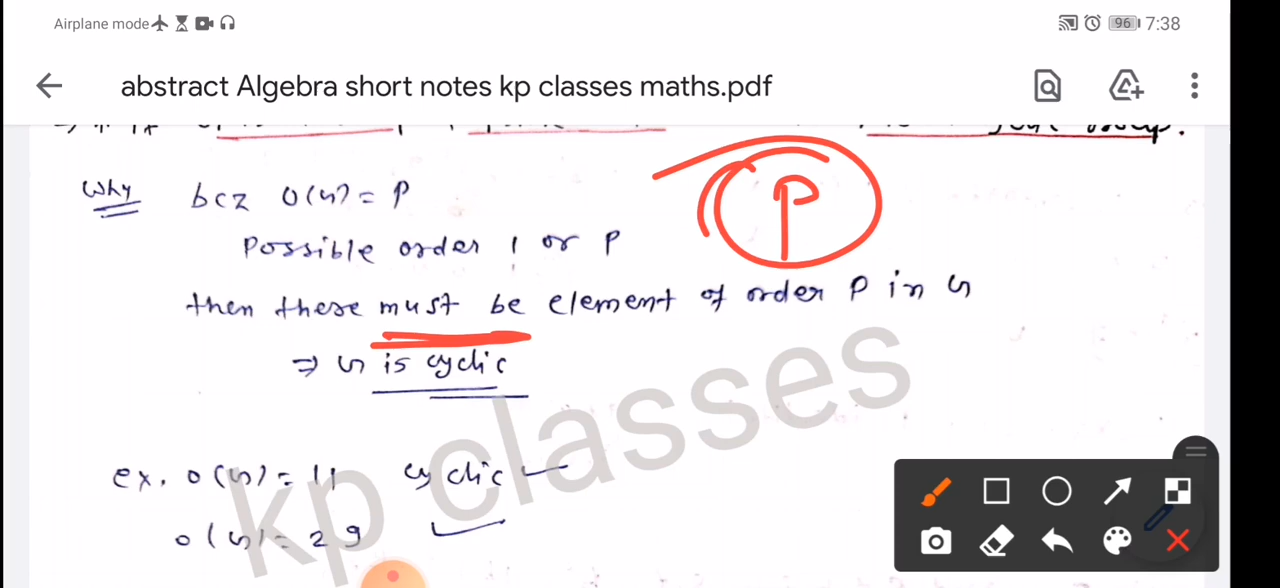 Airplane mode 96 7:38
abstract Algebra short notes kp classes maths.pdf
Why bcz O(G) = P
P
Possible order 1 or P
then there must be element of order P in G
⇒ G is cyclic
kp classes
ex. O(G) = 11 cyclic
O(G) = 29